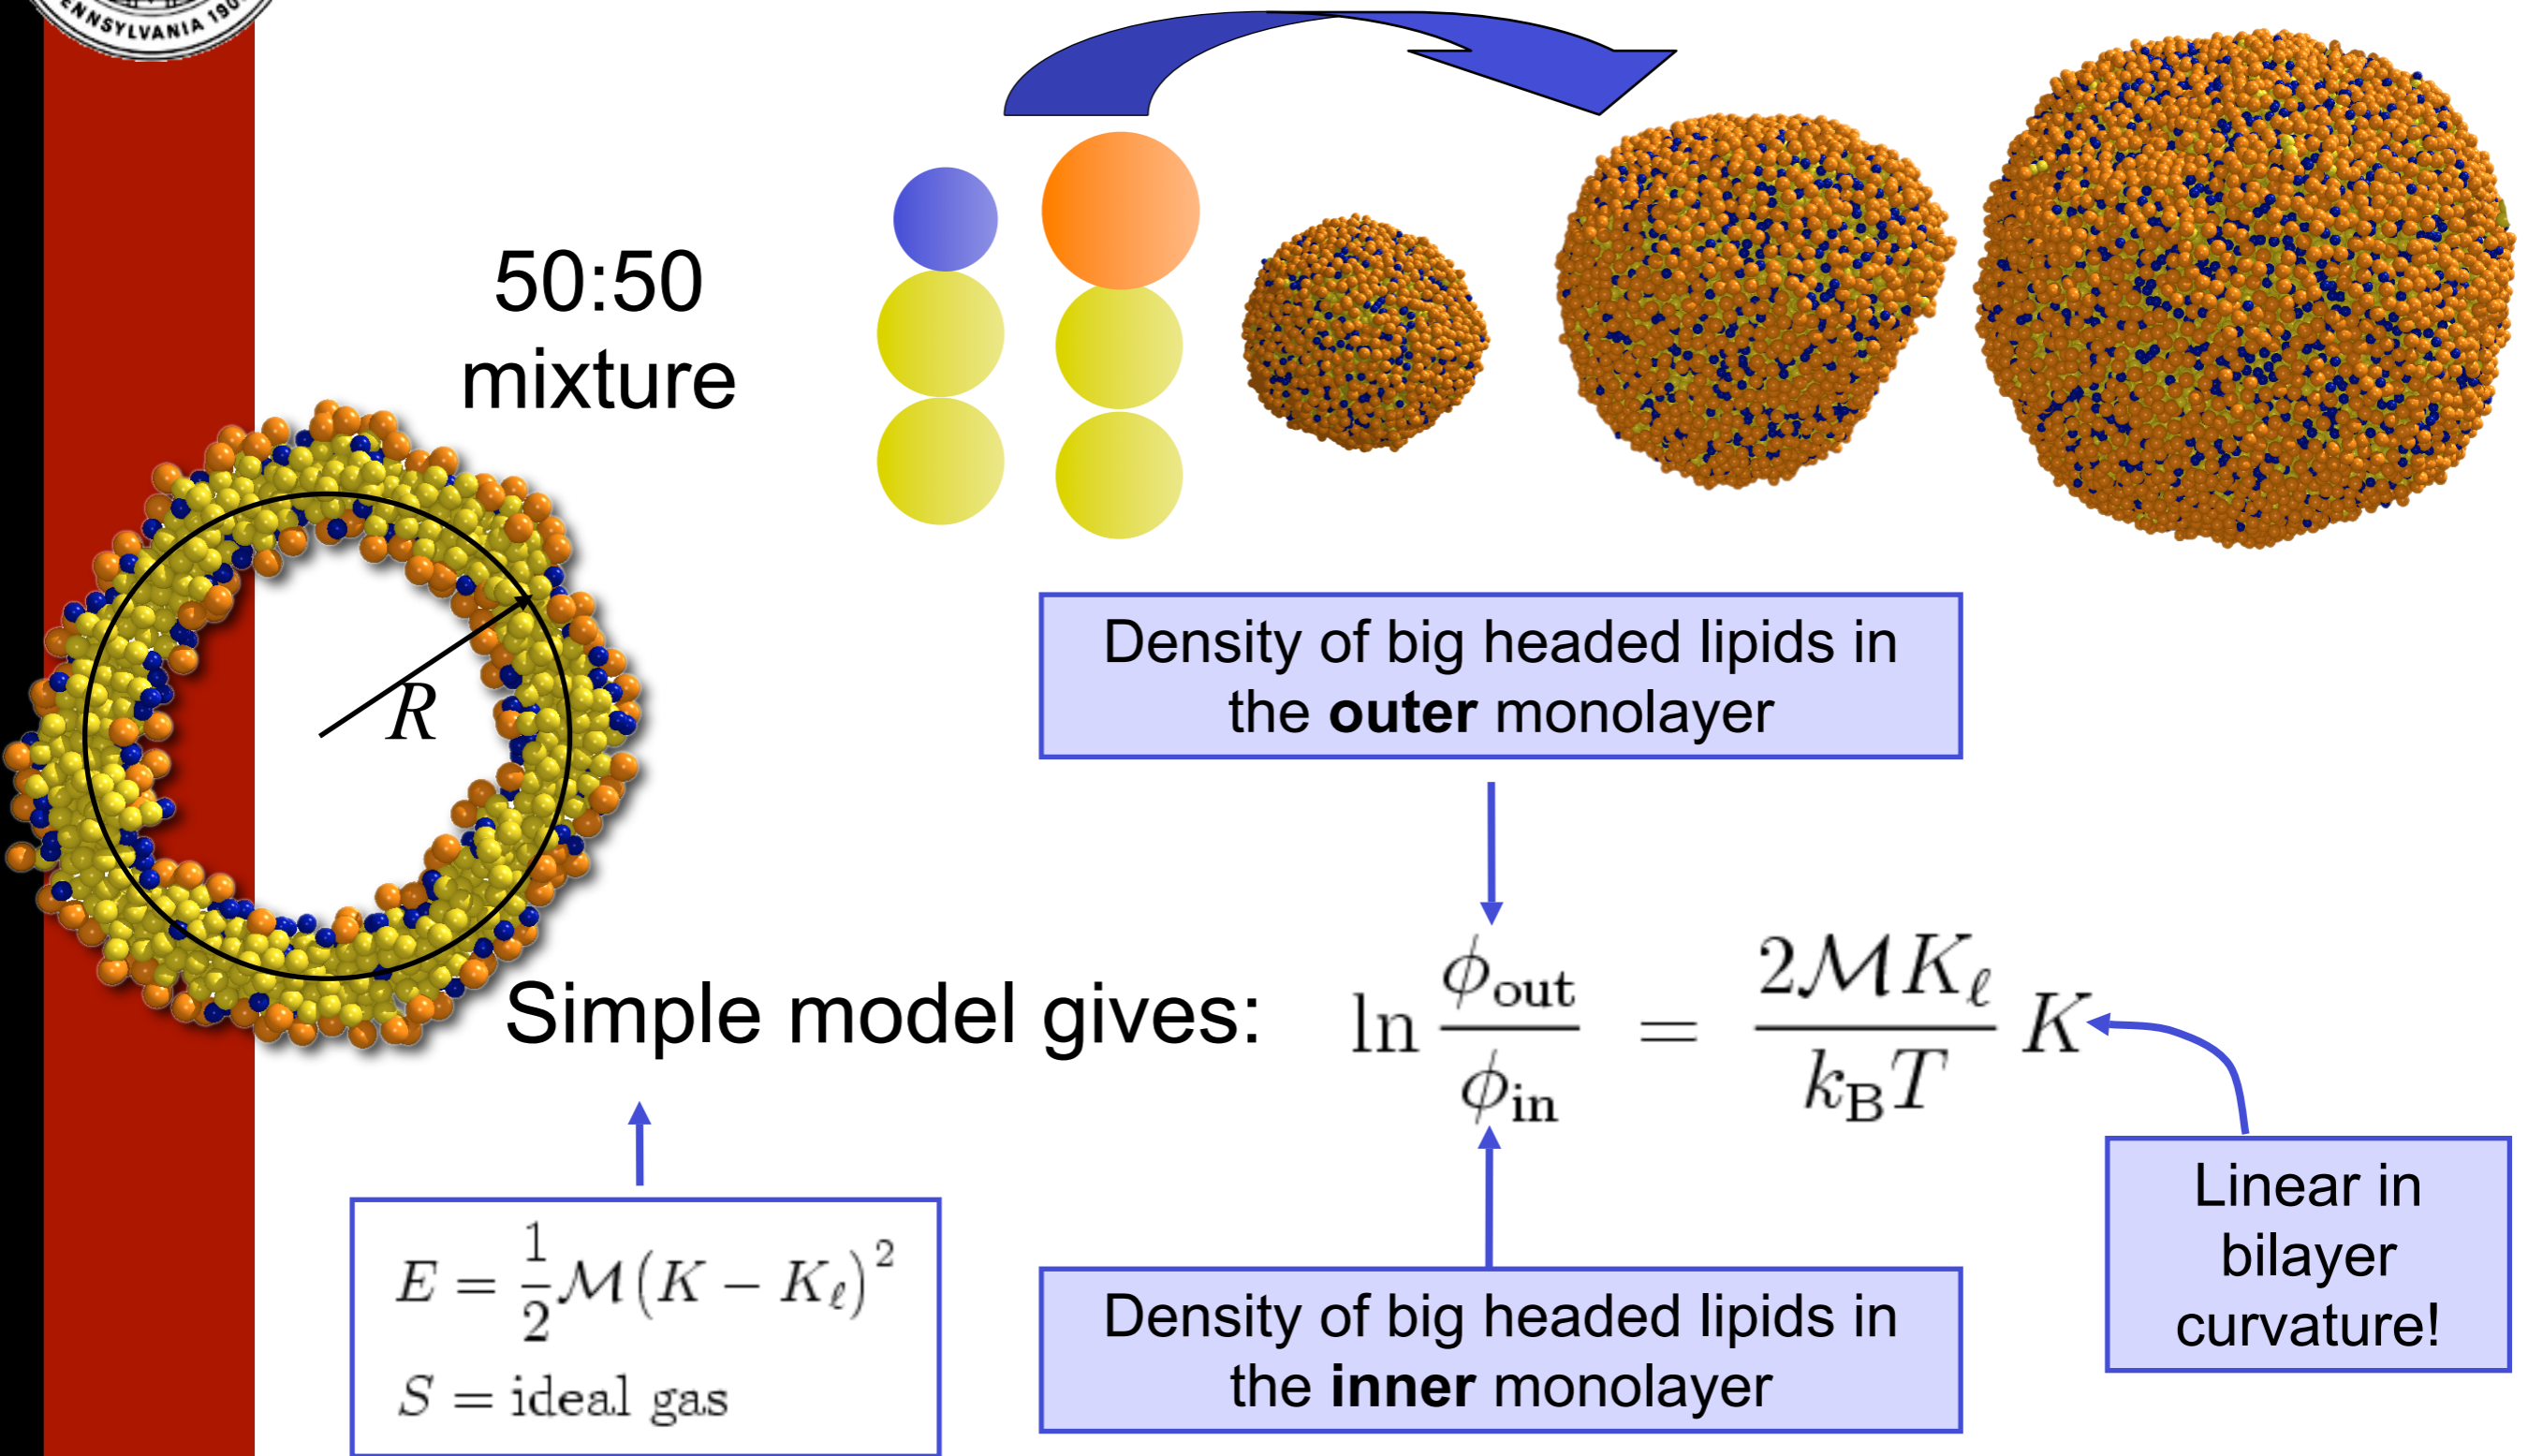 PENNSYLVANIA 190
50:50
mixture
R
Density of big headed lipids in
the outer monolayer
Simple model gives:
ln ϕ_out / ϕ_in = 2ℳK_ℓ / k_B T K
E = 1/2 ℳ(K − K_ℓ)²
S = ideal gas
Density of big headed lipids in
the inner monolayer
Linear in
bilayer
curvature!